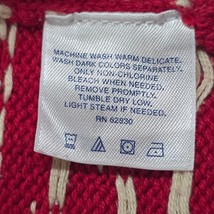 MACHINE WASH WARM DELICATE.
WASH DARK COLORS SEPARATELY.
ONLY NON-CHLORINE
BLEACH WHEN NEEDED.
REMOVE PROMPTLY.
TUMBLE DRY LOW.
LIGHT STEAM IF NEEDED.
RN 62830